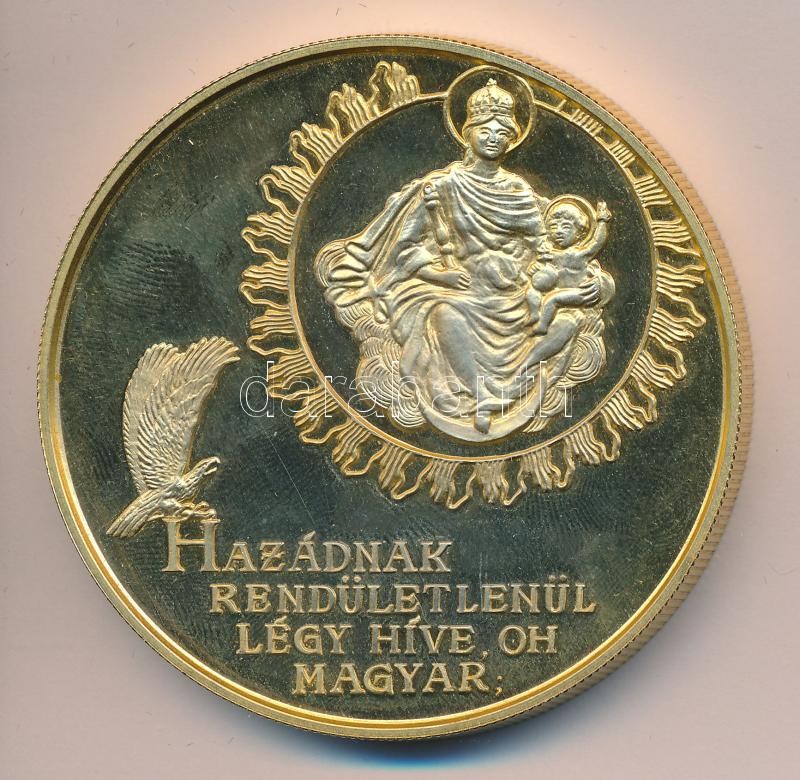 darabanth
HAZÁDNAK
RENDÜLETLENÜL
LÉGY HÍVE, OH
MAGYAR;